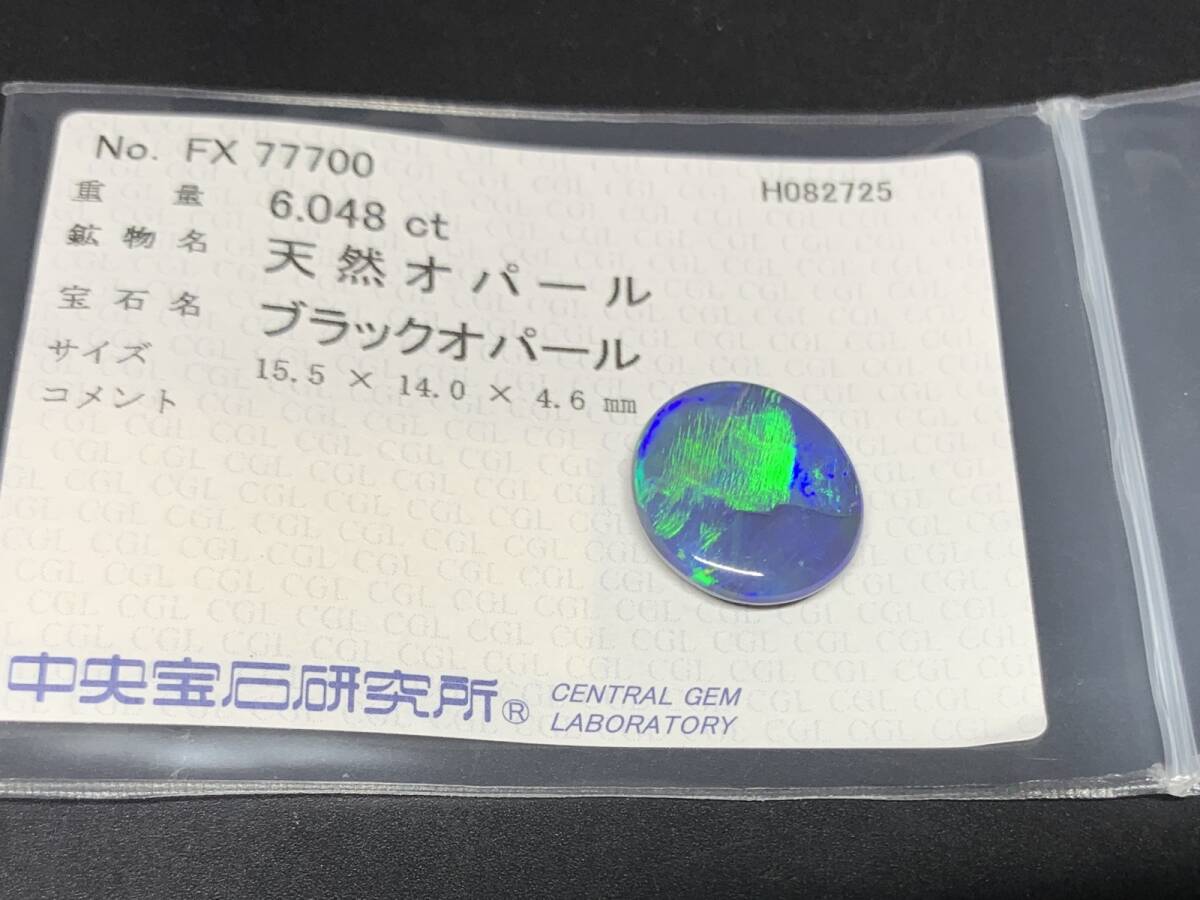 No. FX 77700
H082725
重量 6.048 ct
鉱物名 天然オパール
宝石名 ブラックオパール
サイズ 15.5 × 14.0 × 4.6 mm
コメント
中央宝石研究所®
CENTRAL GEM
LABORATORY